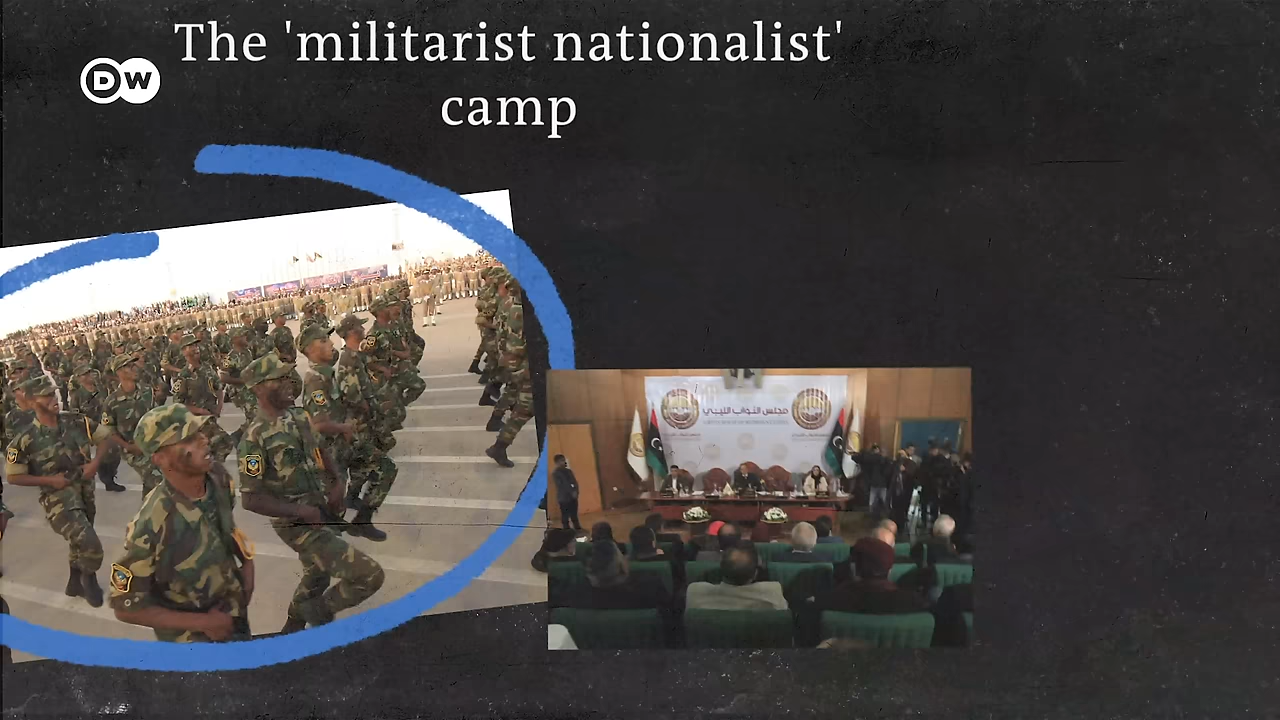 The 'militarist nationalist'
camp
DW
مجلس النواب الليبي